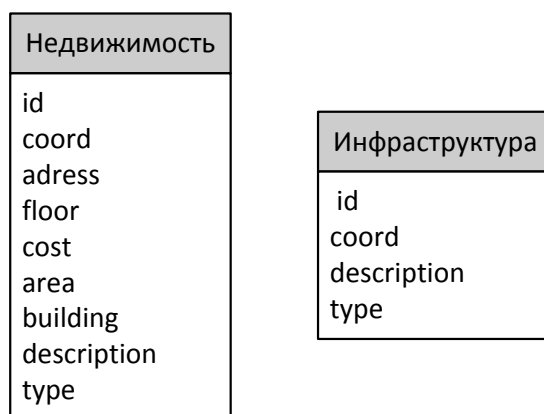 Недвижимость
id
coord
adress
floor
cost
area
building
description
type
Инфраструктура
id
coord
description
type